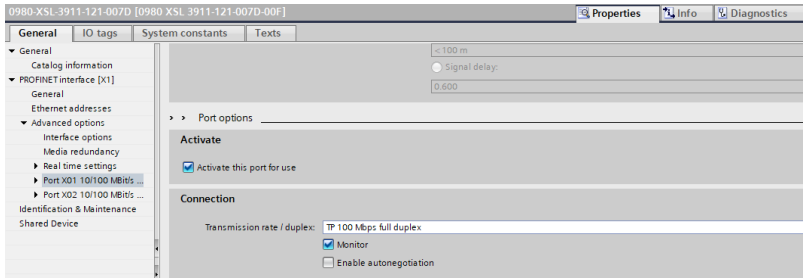 0980-XSL-3911-121-007D [0980 XSL 3911-121-007D-00F]
Properties
Info
Diagnostics
General
IO tags
System constants
Texts
General
Catalog information
PROFINET interface [X1]
General
Ethernet addresses
Advanced options
Interface options
Media redundancy
Real time settings
Port X01 10/100 MBit/s ...
Port X02 10/100 MBit/s ...
Identification & Maintenance
Shared Device
< 100 m
Signal delay:
0.600
> > Port options
Activate
Activate this port for use
Connection
Transmission rate / duplex: TP 100 Mbps full duplex
Monitor
Enable autonegotiation